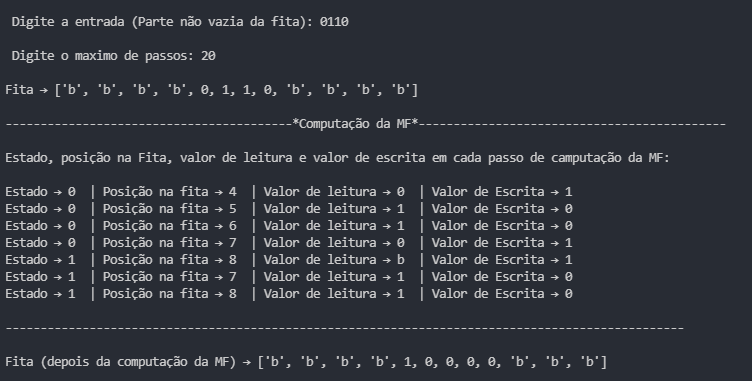 Digite a entrada (Parte não vazia da fita): 0110
Digite o maximo de passos: 20
Fita → ['b', 'b', 'b', 'b', 0, 1, 1, 0, 'b', 'b', 'b', 'b']
-----------------------------------------*Computação da MF*--------------------------------------------
Estado, posição na Fita, valor de leitura e valor de escrita em cada passo de camputação da MF:
Estado → 0  | Posição na fita → 4  | Valor de leitura → 0  | Valor de Escrita → 1
Estado → 0  | Posição na fita → 5  | Valor de leitura → 1  | Valor de Escrita → 0
Estado → 0  | Posição na fita → 6  | Valor de leitura → 1  | Valor de Escrita → 0
Estado → 0  | Posição na fita → 7  | Valor de leitura → 0  | Valor de Escrita → 1
Estado → 1  | Posição na fita → 8  | Valor de leitura → b  | Valor de Escrita → 1
Estado → 1  | Posição na fita → 7  | Valor de leitura → 1  | Valor de Escrita → 0
Estado → 1  | Posição na fita → 8  | Valor de leitura → 1  | Valor de Escrita → 0
-------------------------------------------------------------------------------------------------
Fita (depois da computação da MF) → ['b', 'b', 'b', 'b', 1, 0, 0, 0, 0, 'b', 'b', 'b']